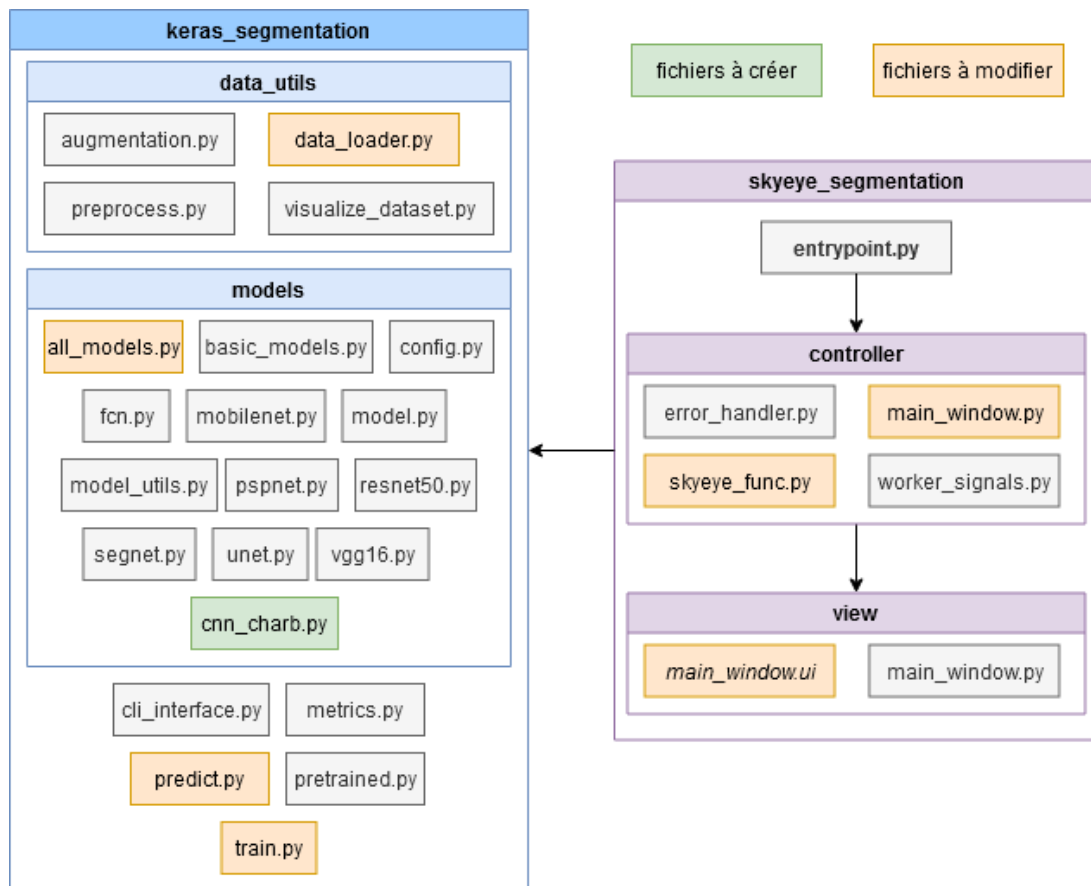 keras_segmentation
data_utils
augmentation.py
data_loader.py
preprocess.py
visualize_dataset.py
models
all_models.py
basic_models.py
config.py
fcn.py
mobilenet.py
model.py
model_utils.py
pspnet.py
resnet50.py
segnet.py
unet.py
vgg16.py
cnn_charb.py
cli_interface.py
metrics.py
predict.py
pretrained.py
train.py
fichiers à créer
fichiers à modifier
skyeye_segmentation
entrypoint.py
controller
error_handler.py
main_window.py
skyeye_func.py
worker_signals.py
view
main_window.ui
main_window.py